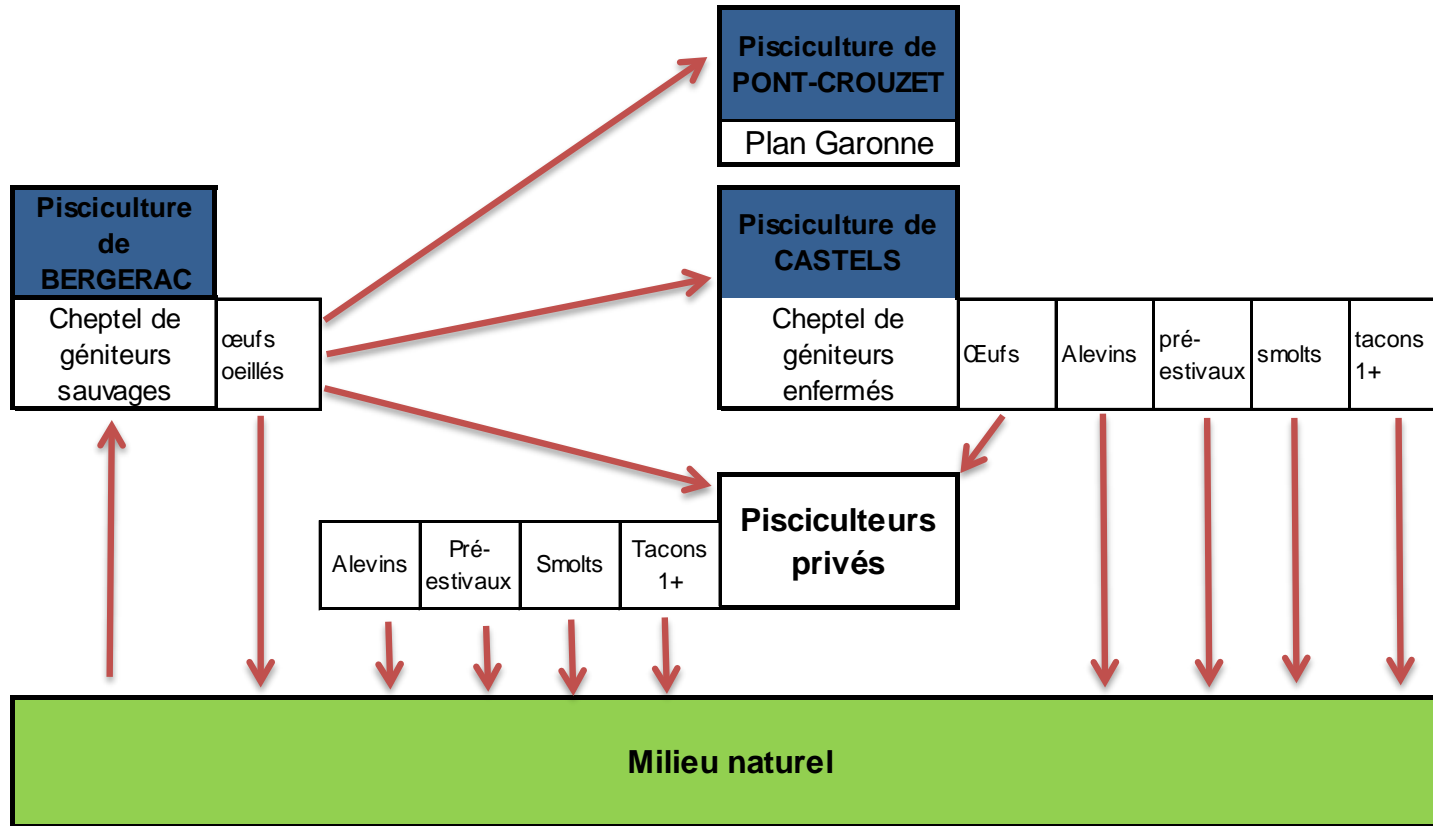 Pisciculture de
PONT-CROUZET
Plan Garonne
Pisciculture
de
BERGERAC
Cheptel de
géniteurs
sauvages
œufs
oeillés
Pisciculture de
CASTELS
Cheptel de
géniteurs
enfermés
Œufs
Alevins
pré-
estivaux
smolts
tacons
1+
Pisciculteurs
privés
Alevins
Pré-
estivaux
Smolts
Tacons
1+
Milieu naturel